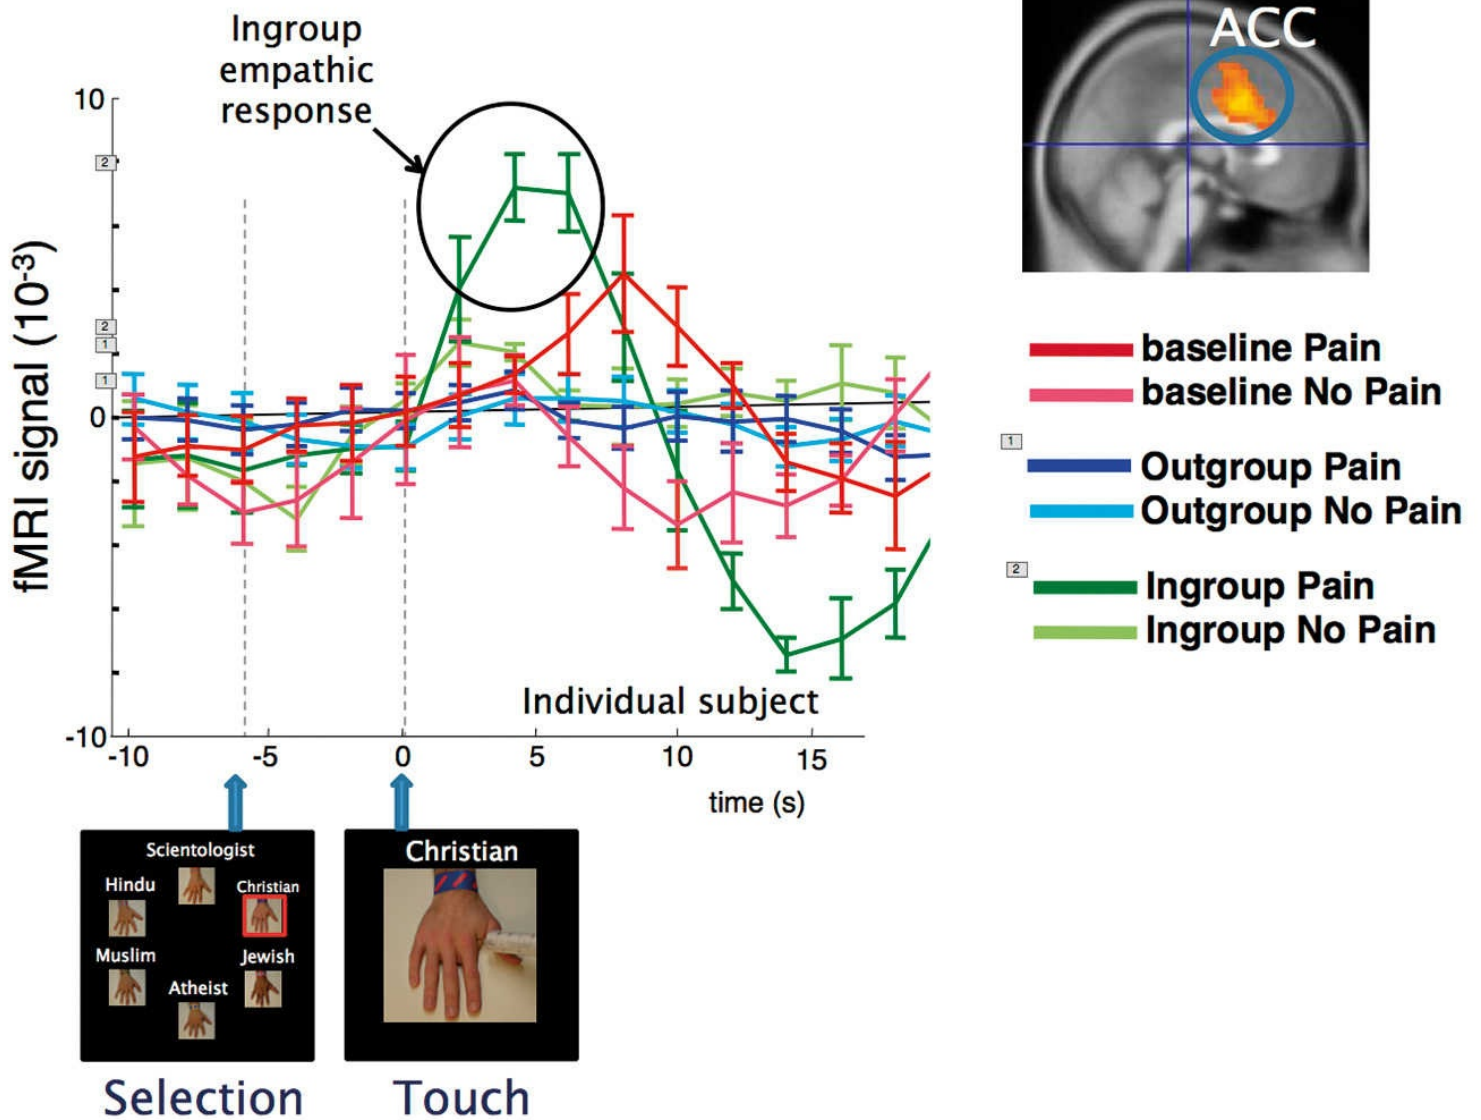 Ingroup
empathic
response
ACC
10
2
2
1
1
0
-10
fMRI signal (10-3)
Individual subject
-10
-5
0
5
10
15
time (s)
baseline Pain
baseline No Pain
1
Outgroup Pain
Outgroup No Pain
2
Ingroup Pain
Ingroup No Pain
Scientologist
Hindu
Christian
Muslim
Jewish
Atheist
Selection
Christian
Touch